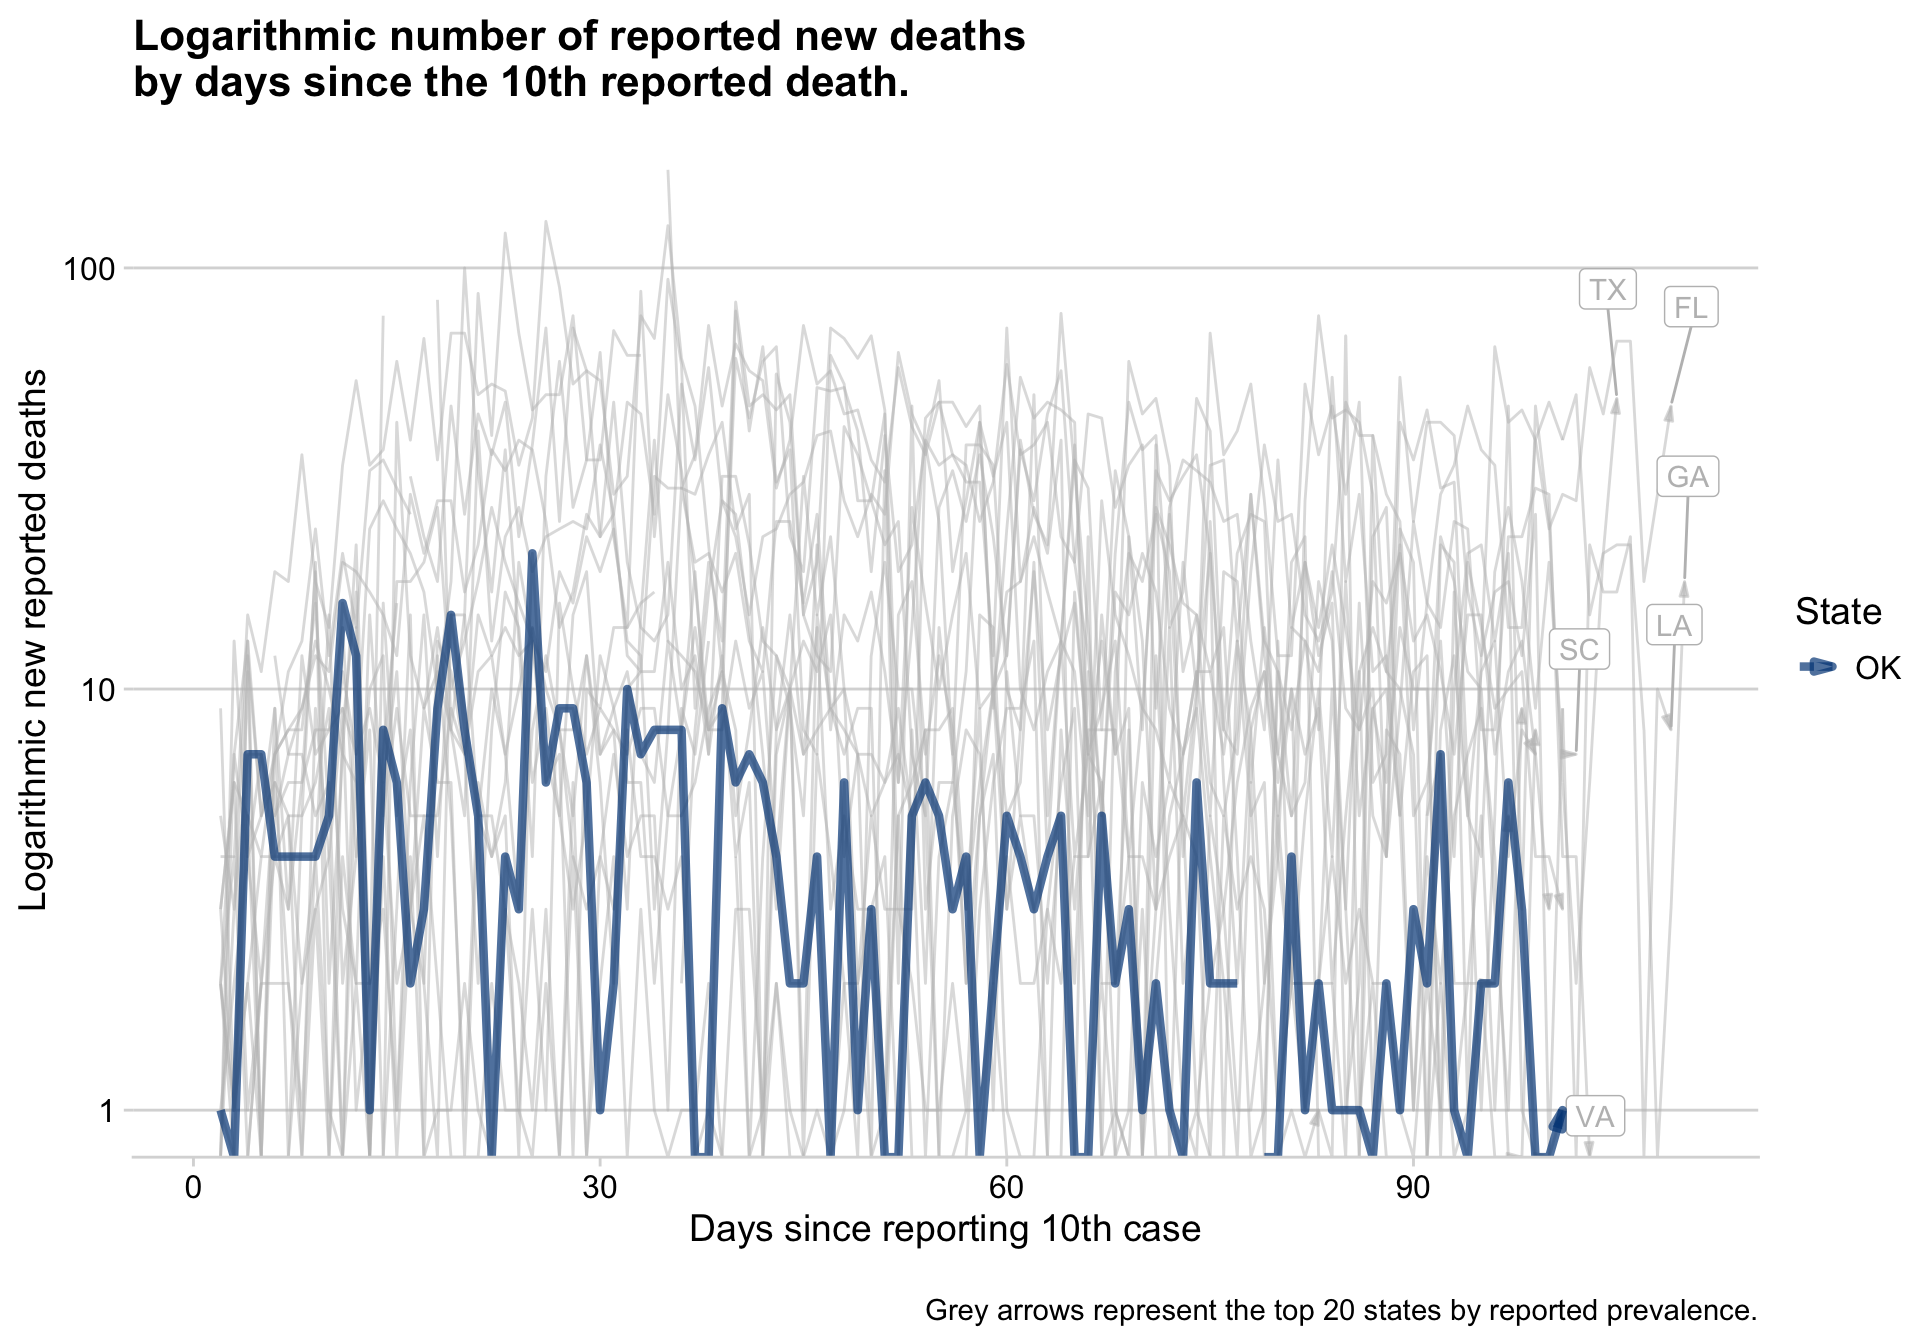 Logarithmic number of reported new deaths
by days since the 10th reported death.
Logarithmic new reported deaths
100
10
1
TX
FL
GA
LA
SC
VA
State
OK
0
30
60
90
Days since reporting 10th case
Grey arrows represent the top 20 states by reported prevalence.